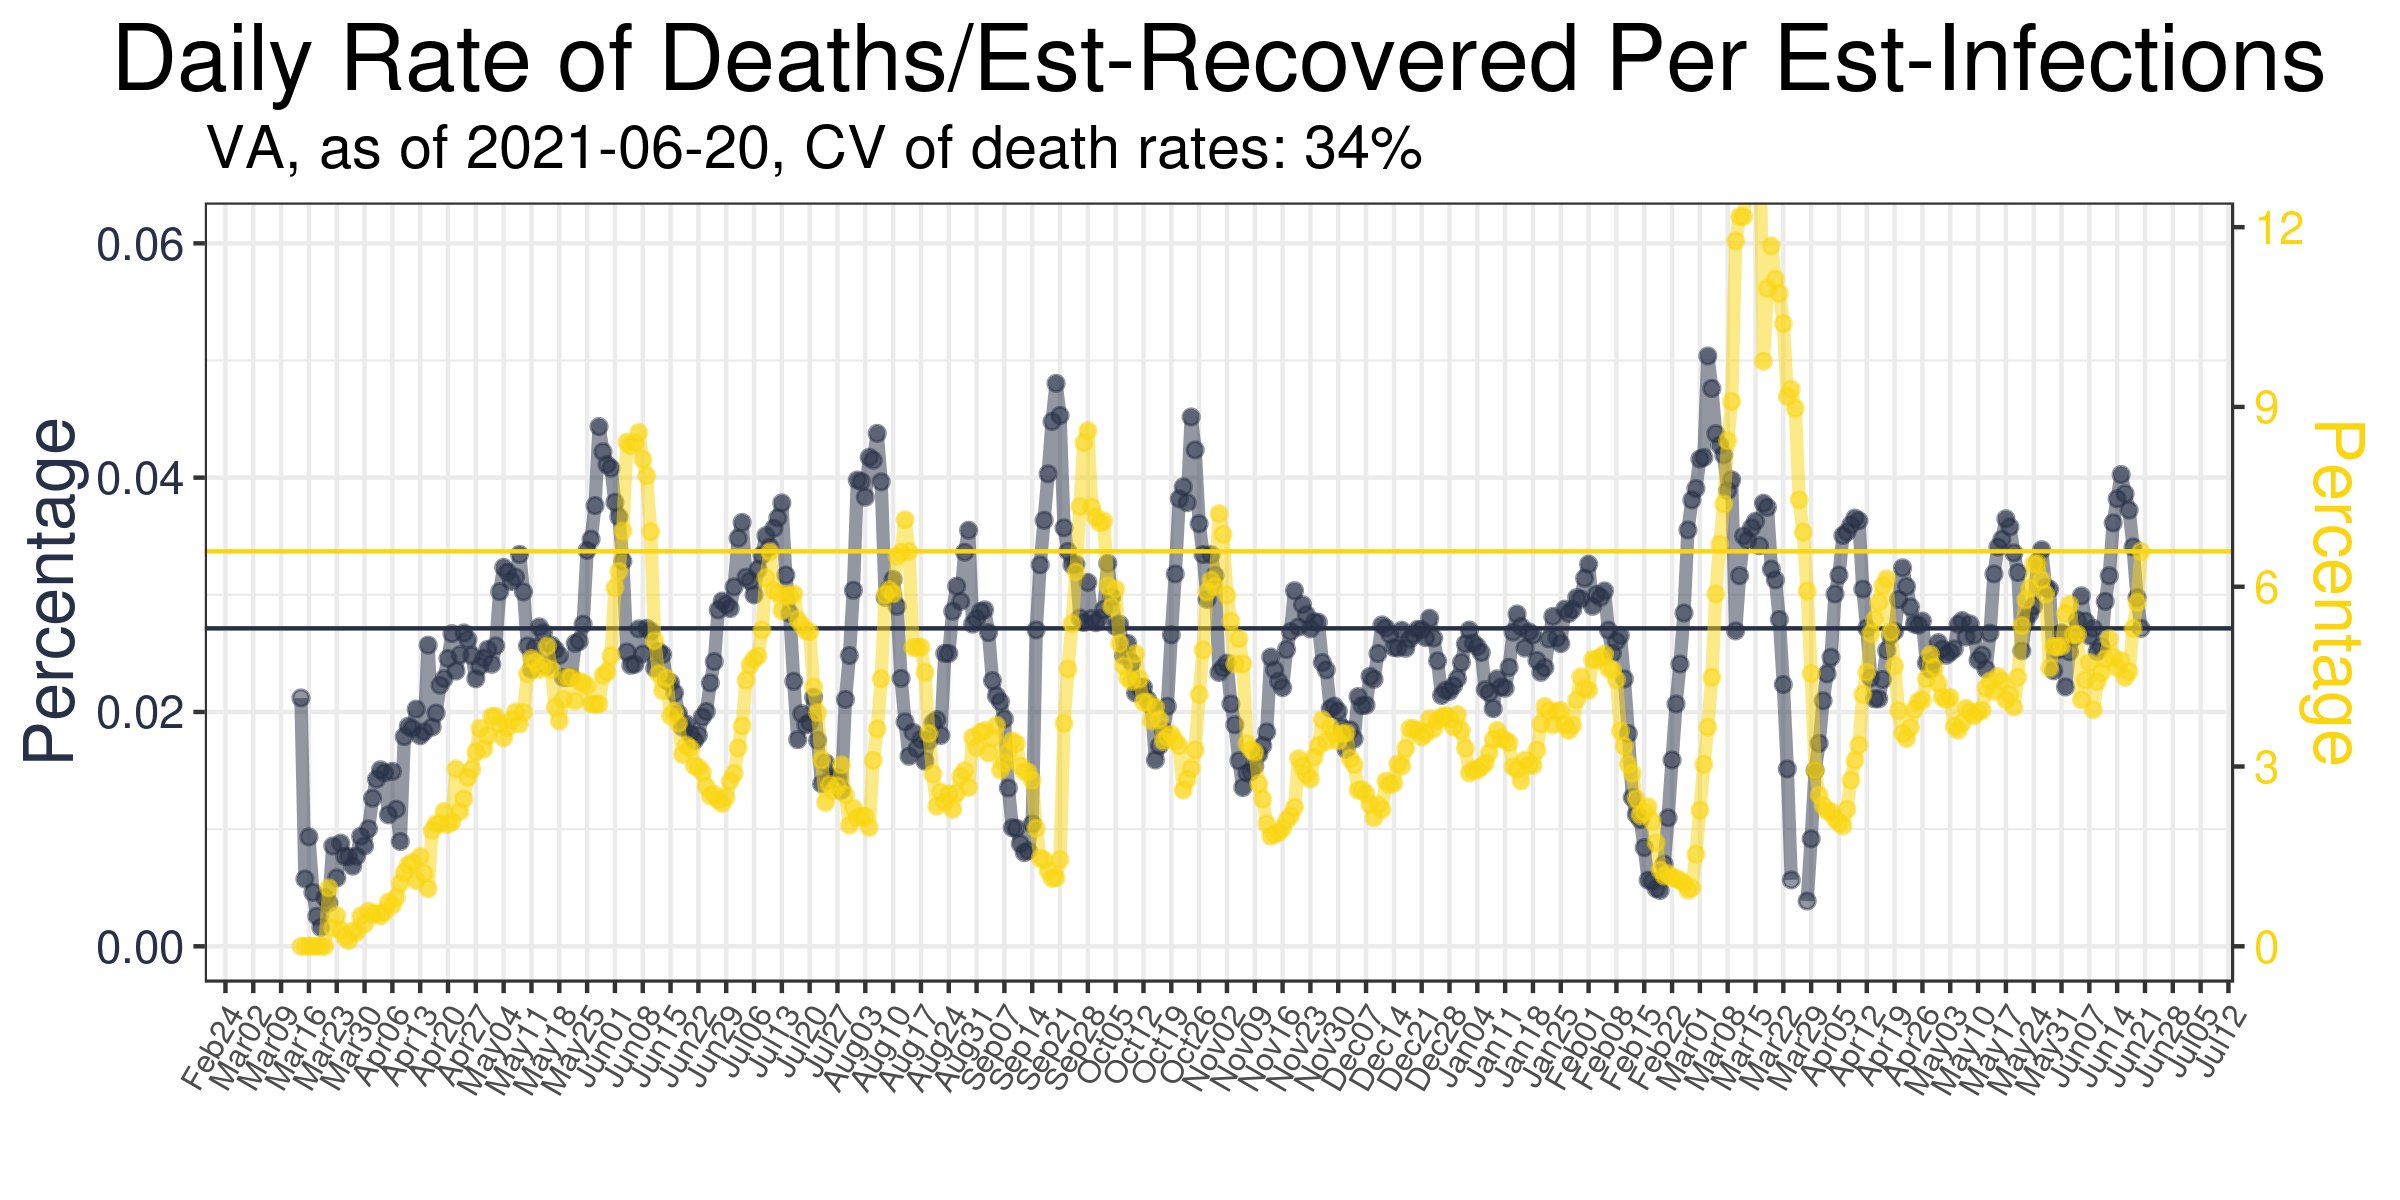 Daily Rate of Deaths/Est-Recovered Per Est-Infections
VA, as of 2021-06-20, CV of death rates: 34%
Percentage
0.06
0.04
0.02
0.00
12
9
6
3
0
Percentage
Feb24
Mar02
Mar09
Mar16
Mar23
Mar30
Apr06
Apr13
Apr20
Apr27
May04
May11
May18
May25
Jun01
Jun08
Jun15
Jun22
Jun29
Jul06
Jul13
Jul20
Jul27
Aug03
Aug10
Aug17
Aug24
Aug31
Sep07
Sep14
Sep21
Sep28
Oct05
Oct12
Oct19
Oct26
Nov02
Nov09
Nov16
Nov23
Nov30
Dec07
Dec14
Dec21
Dec28
Jan04
Jan11
Jan18
Jan25
Feb01
Feb08
Feb15
Feb22
Mar01
Mar08
Mar15
Mar22
Mar29
Apr05
Apr12
Apr19
Apr26
May03
May10
May17
May24
May31
Jun07
Jun14
Jun21
Jun28
Jul05
Jul12